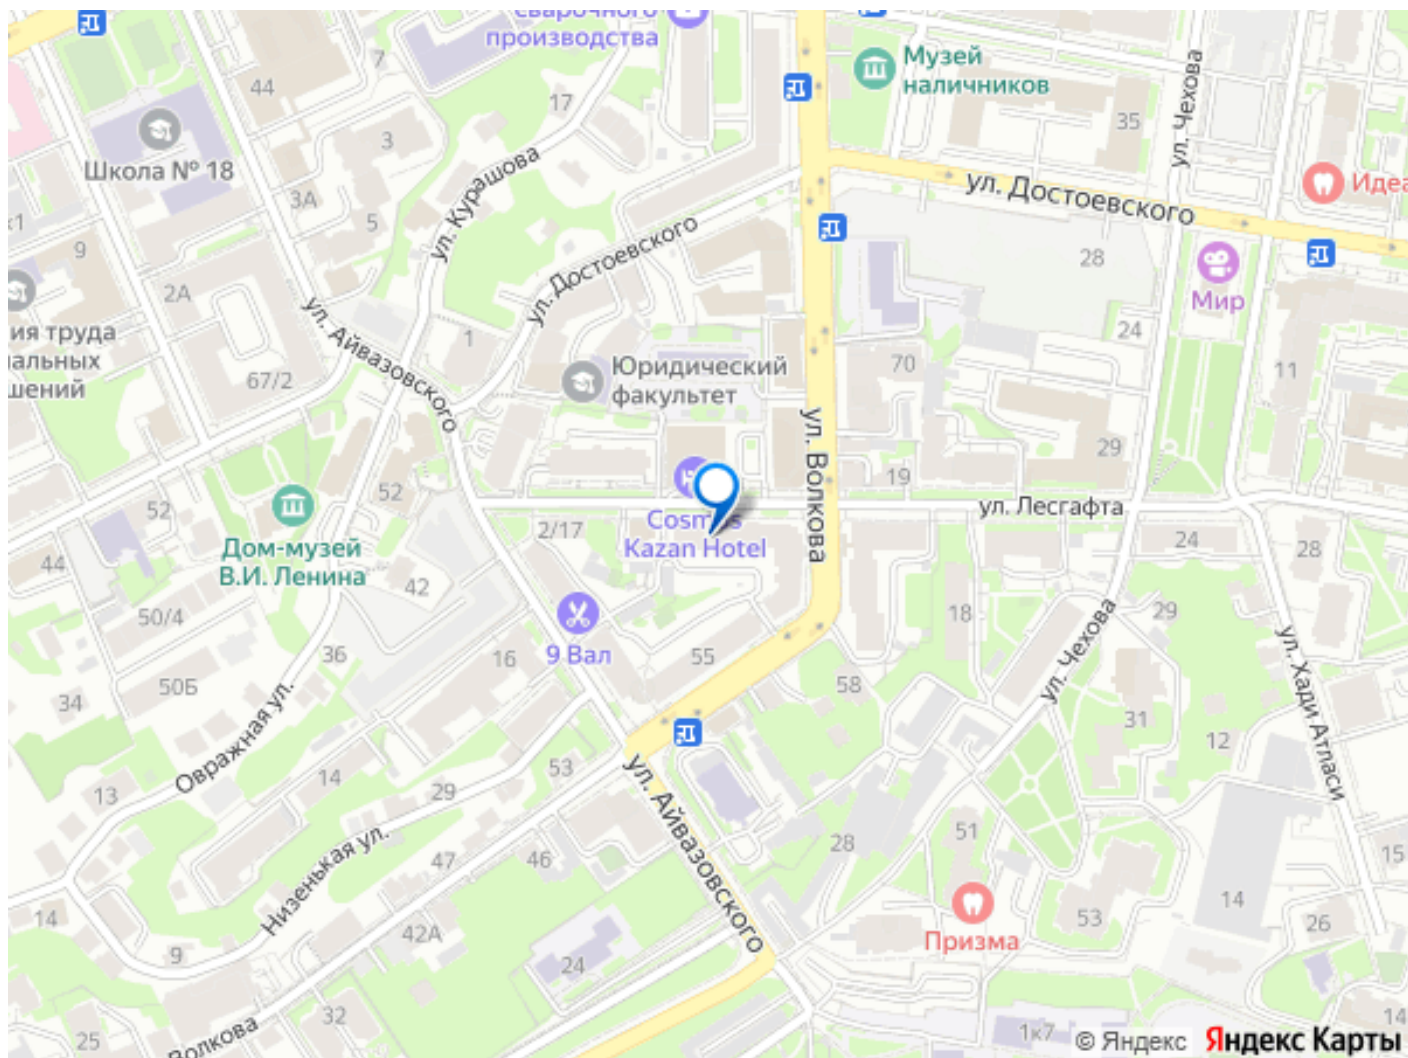 сварочного
производства
Музей
наличников
7
44
17
35
3
ул. Чехова
Школа № 18
ул. Курашова
ул. Достоевского
Идеа
3А
к1
5
9
ул. Достоевского
28
2А
Мир
ул. Айвазовского
ия труда
альных
шений
1
24
Юридический
факультет
70
67/2
11
ул. Волкова
29
19
52
52
ул. Лесгафта
2/17
Cosmos
Kazan Hotel
24
28
Дом-музей
В.И. Ленина
44
42
50/4
18
29
9 Вал
36
16
55
ул. Чехова
ул. Хади Атласи
34
50Б
58
31
12
Овражная ул.
14
53
13
29
ул. Айвазовского
51
28
15
Низенькая ул.
47
46
14
14
53
26
42А
Призма
9
24
32
25
Волкова
1к7
14
© Яндекс Яндекс Карты